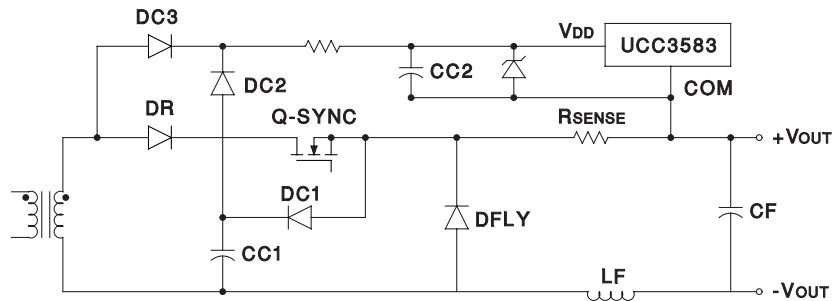 DC3
VDD
UCC3583
CC2
DC2
COM
DR
Q-SYNC
RSENSE
+VOUT
DC1
DFLY
CF
CC1
LF
-VOUT